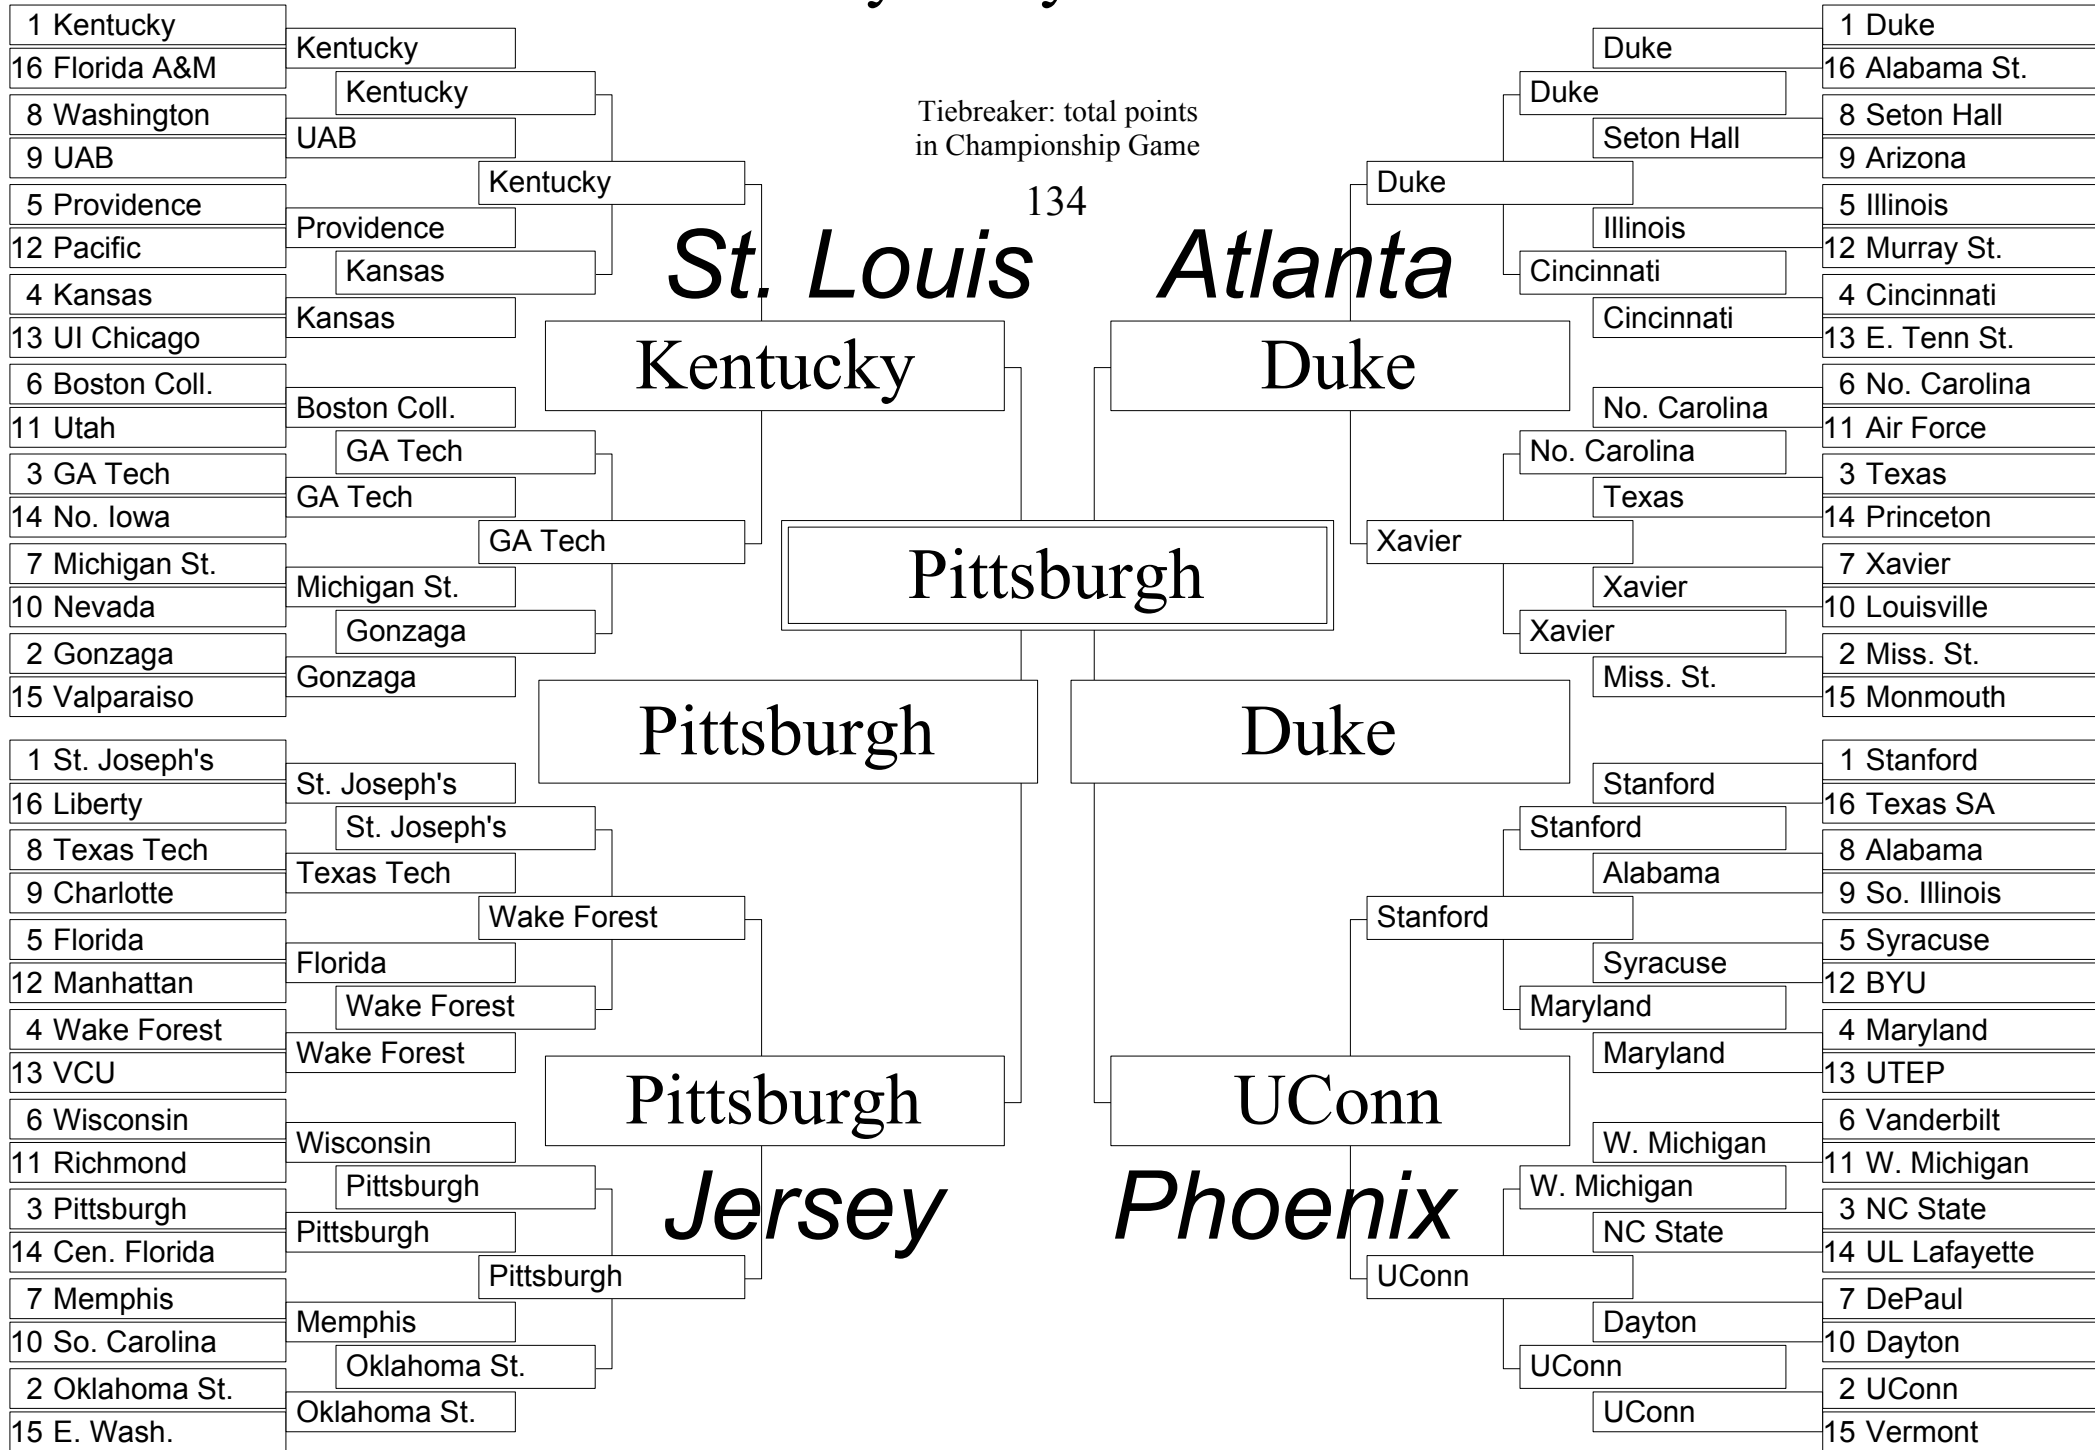 1 Kentucky
16 Florida A&M
8 Washington
9 UAB
5 Providence
12 Pacific
4 Kansas
13 UI Chicago
6 Boston Coll.
11 Utah
3 GA Tech
14 No. Iowa
7 Michigan St.
10 Nevada
2 Gonzaga
15 Valparaiso
Kentucky
UAB
Providence
Kansas
Boston Coll.
GA Tech
Michigan St.
Gonzaga
Kentucky
Kansas
GA Tech
Gonzaga
Kentucky
GA Tech
St. Louis
Kentucky
1 St. Joseph's
16 Liberty
8 Texas Tech
9 Charlotte
5 Florida
12 Manhattan
4 Wake Forest
13 VCU
6 Wisconsin
11 Richmond
3 Pittsburgh
14 Cen. Florida
7 Memphis
10 So. Carolina
2 Oklahoma St.
15 E. Wash.
St. Joseph's
Texas Tech
Florida
Wake Forest
Wisconsin
Pittsburgh
Memphis
Oklahoma St.
St. Joseph's
Wake Forest
Pittsburgh
Oklahoma St.
Wake Forest
Pittsburgh
Pittsburgh
Jersey
Pittsburgh
Tiebreaker: total points
in Championship Game
134
Pittsburgh
Duke
Atlanta
Duke
Duke
Xavier
Duke
Cincinnati
No. Carolina
Xavier
Duke
Seton Hall
Illinois
Cincinnati
No. Carolina
Texas
Xavier
Miss. St.
1 Duke
16 Alabama St.
8 Seton Hall
9 Arizona
5 Illinois
12 Murray St.
4 Cincinnati
13 E. Tenn St.
6 No. Carolina
11 Air Force
3 Texas
14 Princeton
7 Xavier
10 Louisville
2 Miss. St.
15 Monmouth
UConn
Phoenix
Stanford
UConn
Stanford
Maryland
W. Michigan
UConn
Stanford
Alabama
Syracuse
Maryland
W. Michigan
NC State
Dayton
UConn
1 Stanford
16 Texas SA
8 Alabama
9 So. Illinois
5 Syracuse
12 BYU
4 Maryland
13 UTEP
6 Vanderbilt
11 W. Michigan
3 NC State
14 UL Lafayette
7 DePaul
10 Dayton
2 UConn
15 Vermont